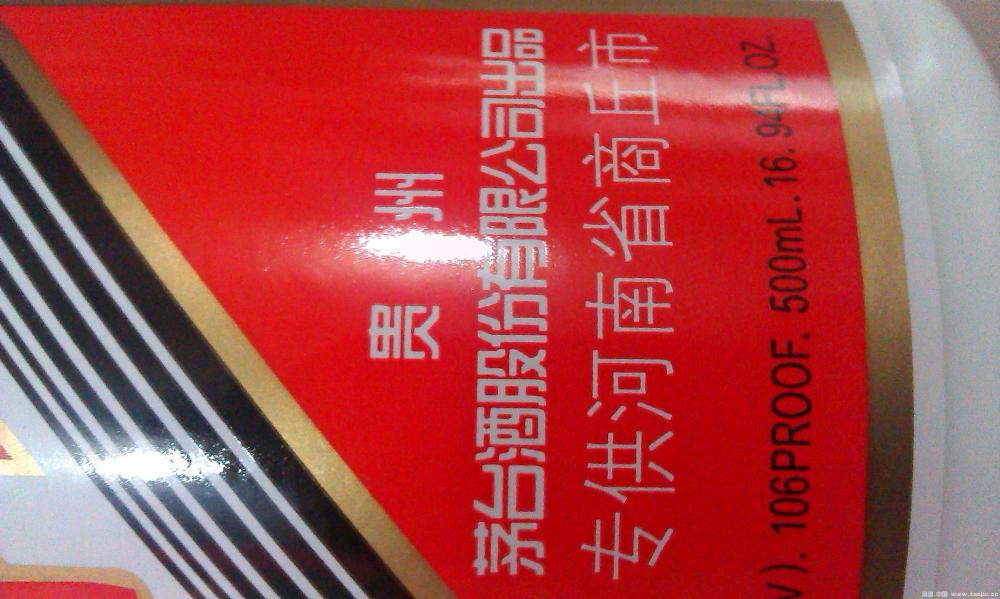 贵州
茅台酒股份有限公司出品
专供河南省商丘市
V). 106PROOF. 500mL. 16. 94FL.OZ.